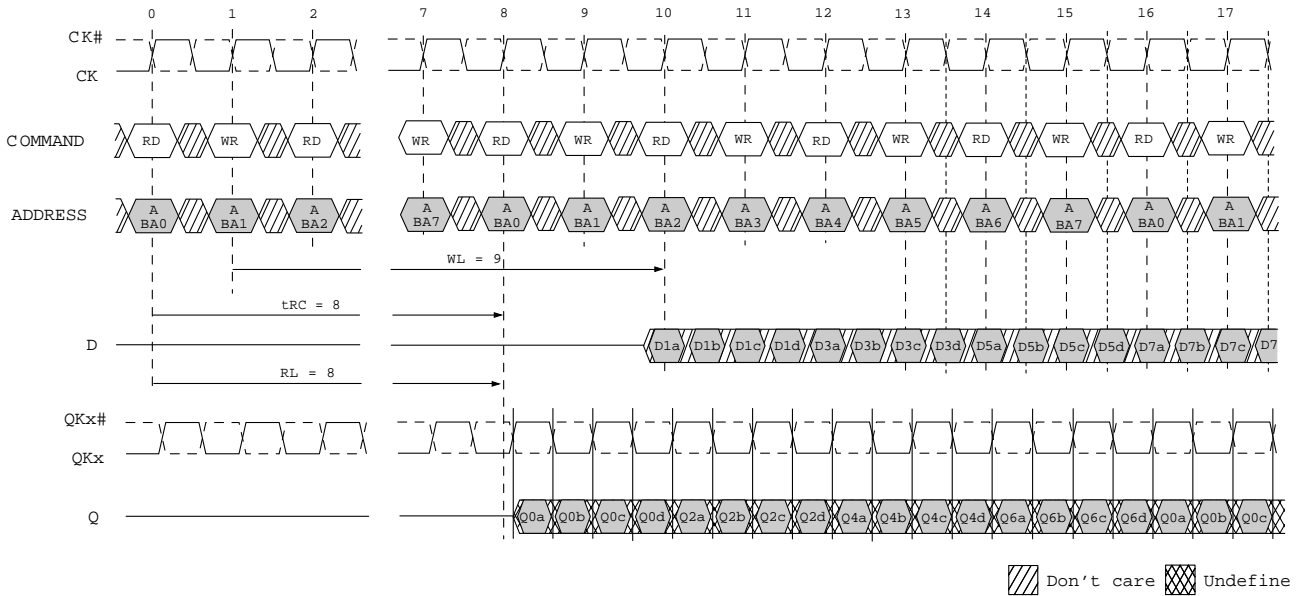 0 1 2 7 8 9 10 11 12 13 14 15 16 17
CK#
CK
COMMAND RD WR RD WR RD WR RD WR RD WR RD WR RD WR
ADDRESS A BA0 A BA1 A BA2 A BA7 A BA0 A BA1 A BA2 A BA3 A BA4 A BA5 A BA6 A BA7 A BA0 A BA1
WL = 9
tRC = 8
D D1a D1b D1c D1d D3a D3b D3c D3d D5a D5b D5c D5d D7a D7b D7c D7
RL = 8
QKx#
QKx
Q Q0a Q0b Q0c Q0d Q2a Q2b Q2c Q2d Q4a Q4b Q4c Q4d Q6a Q6b Q6c Q6d Q0a Q0b Q0c
Don't care Undefine